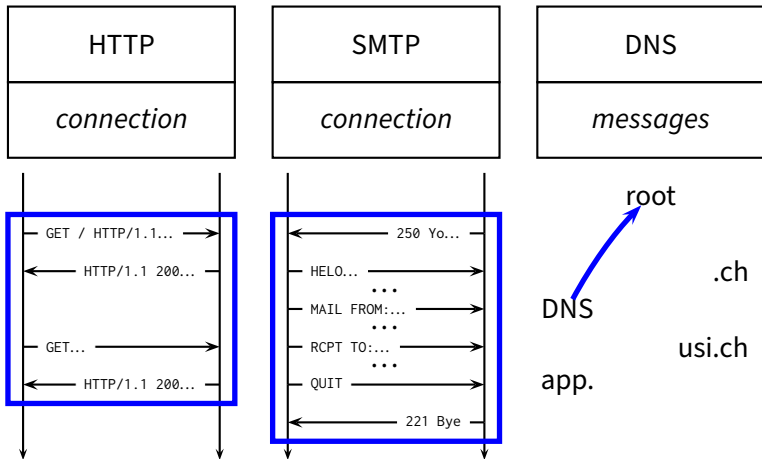 HTTP
connection
GET / HTTP/1.1...
HTTP/1.1 200...
GET...
HTTP/1.1 200...
SMTP
connection
250 Yo...
HELO...
...
MAIL FROM:...
...
RCPT TO:...
...
QUIT
221 Bye
DNS
messages
root
.ch
DNS
usi.ch
app.